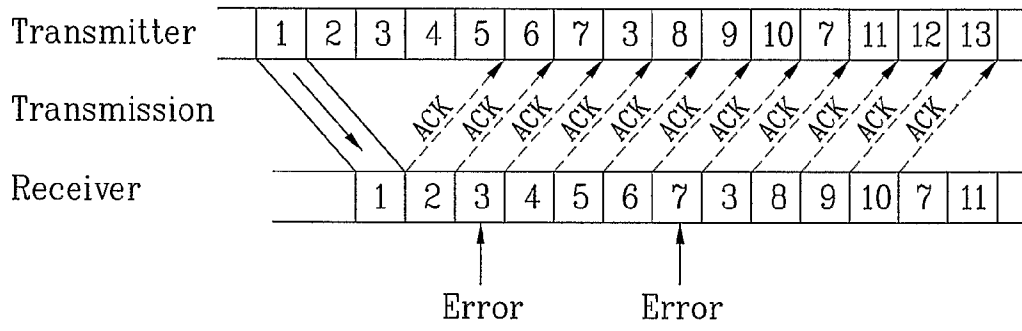 Transmitter 1 2 3 4 5 6 7 3 8 9 10 7 11 12 13
Transmission ACK ACK ACK ACK ACK ACK ACK ACK ACK ACK ACK
Receiver 1 2 3 4 5 6 7 3 8 9 10 7 11
Error Error